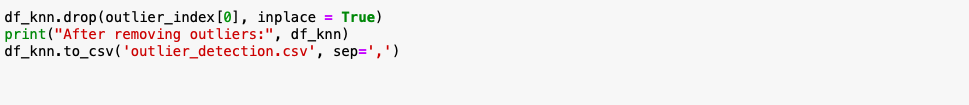 df_knn.drop(outlier_index[0], inplace = True)
print("After removing outliers:", df_knn)
df_knn.to_csv('outlier_detection.csv', sep=',')